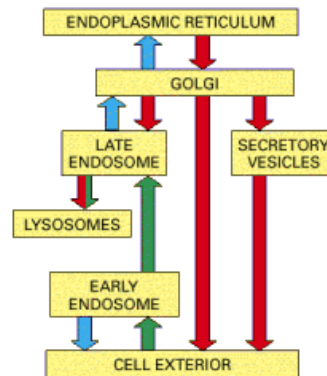 ENDOPLASMIC RETICULUM
GOLGI
LATE
ENDOSOME
SECRETORY
VESICLES
LYSOSOMES
EARLY
ENDOSOME
CELL EXTERIOR